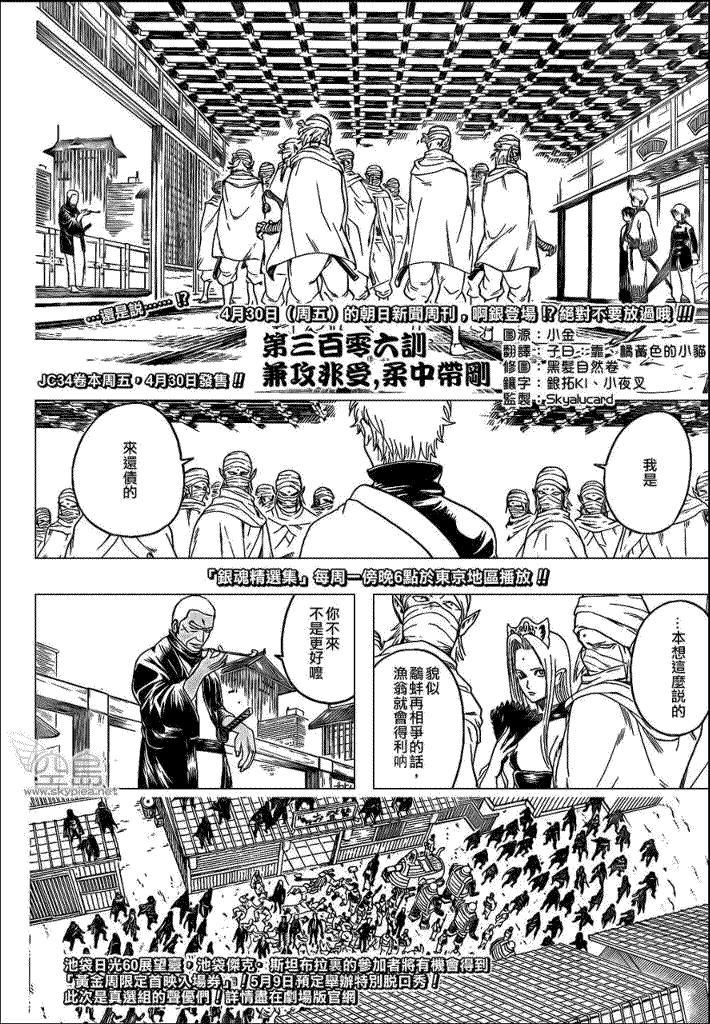 …還是説……!?
4月30日（周五）的朝日新聞周刊，啊銀登場!?絕對不要放過哦!!!
第三百零六訓
兼攻非受,柔中帶剛
JC34卷本周五，4月30日發售!!
圖源：小金
翻譯：子曰、靠、橘黃色的小貓
修圖：黑髮自然卷
鑲字：銀拓KI、小夜叉
監製：Skyalucard
我是
來還債的
「銀魂精選集」每周一傍晚6點於東京地區播放!!
…本想這麼説的
貌似
鷸蚌再相爭的話，
漁翁就會得利吶
你不來
不是更好喔
空島
www.skypiea.net
池袋日光60展望臺・池袋傑克・斯坦布拉裏的參加者將有機會得到
「黃金周限定首映入場券」！5月9日預定舉辦特別脱口秀！
此次是真選組的聲優們！詳情盡在劇場版官網